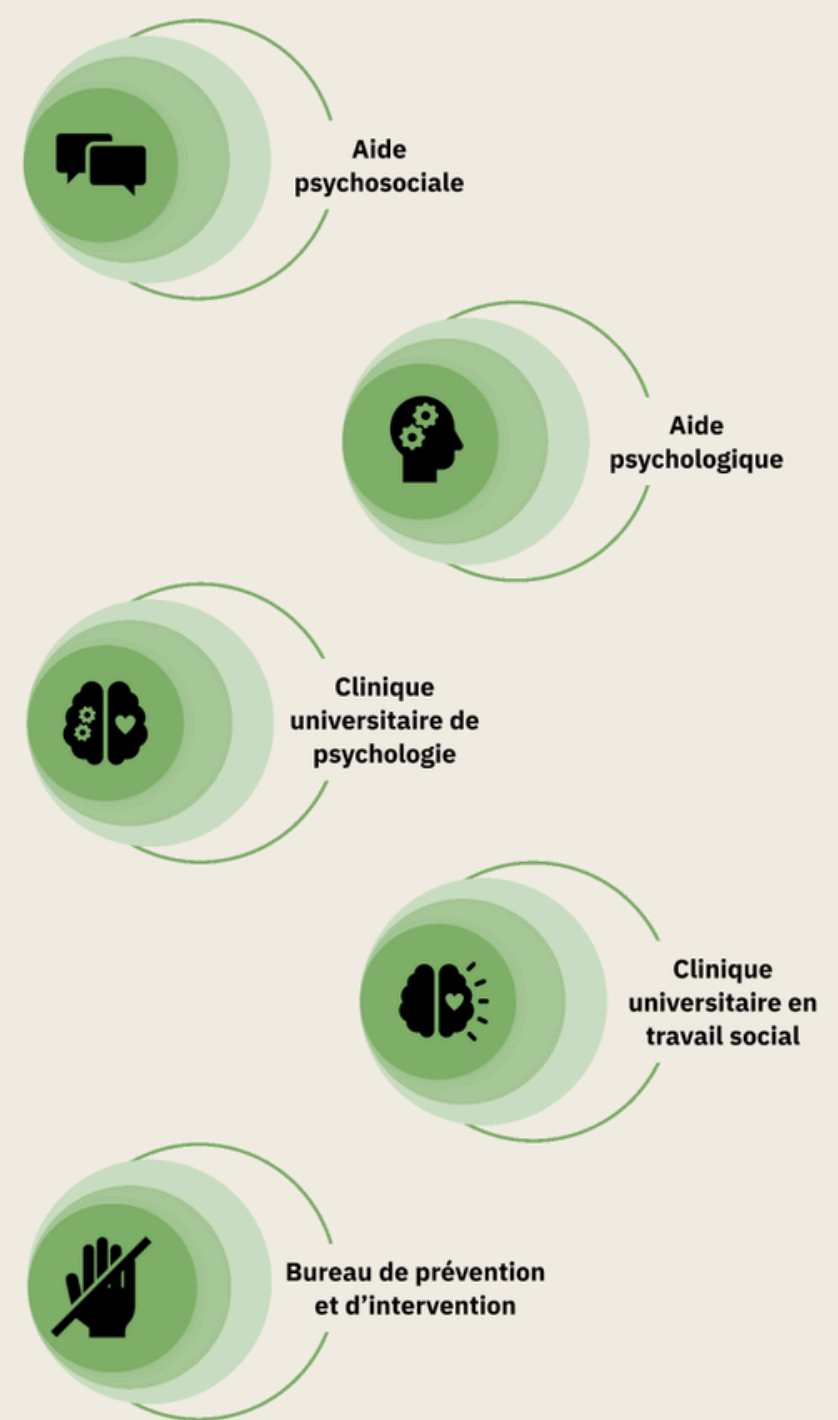 Aide
psychosociale
Aide
psychologique
Clinique
universitaire de
psychologie
Clinique
universitaire en
travail social
Bureau de prévention
et d’intervention